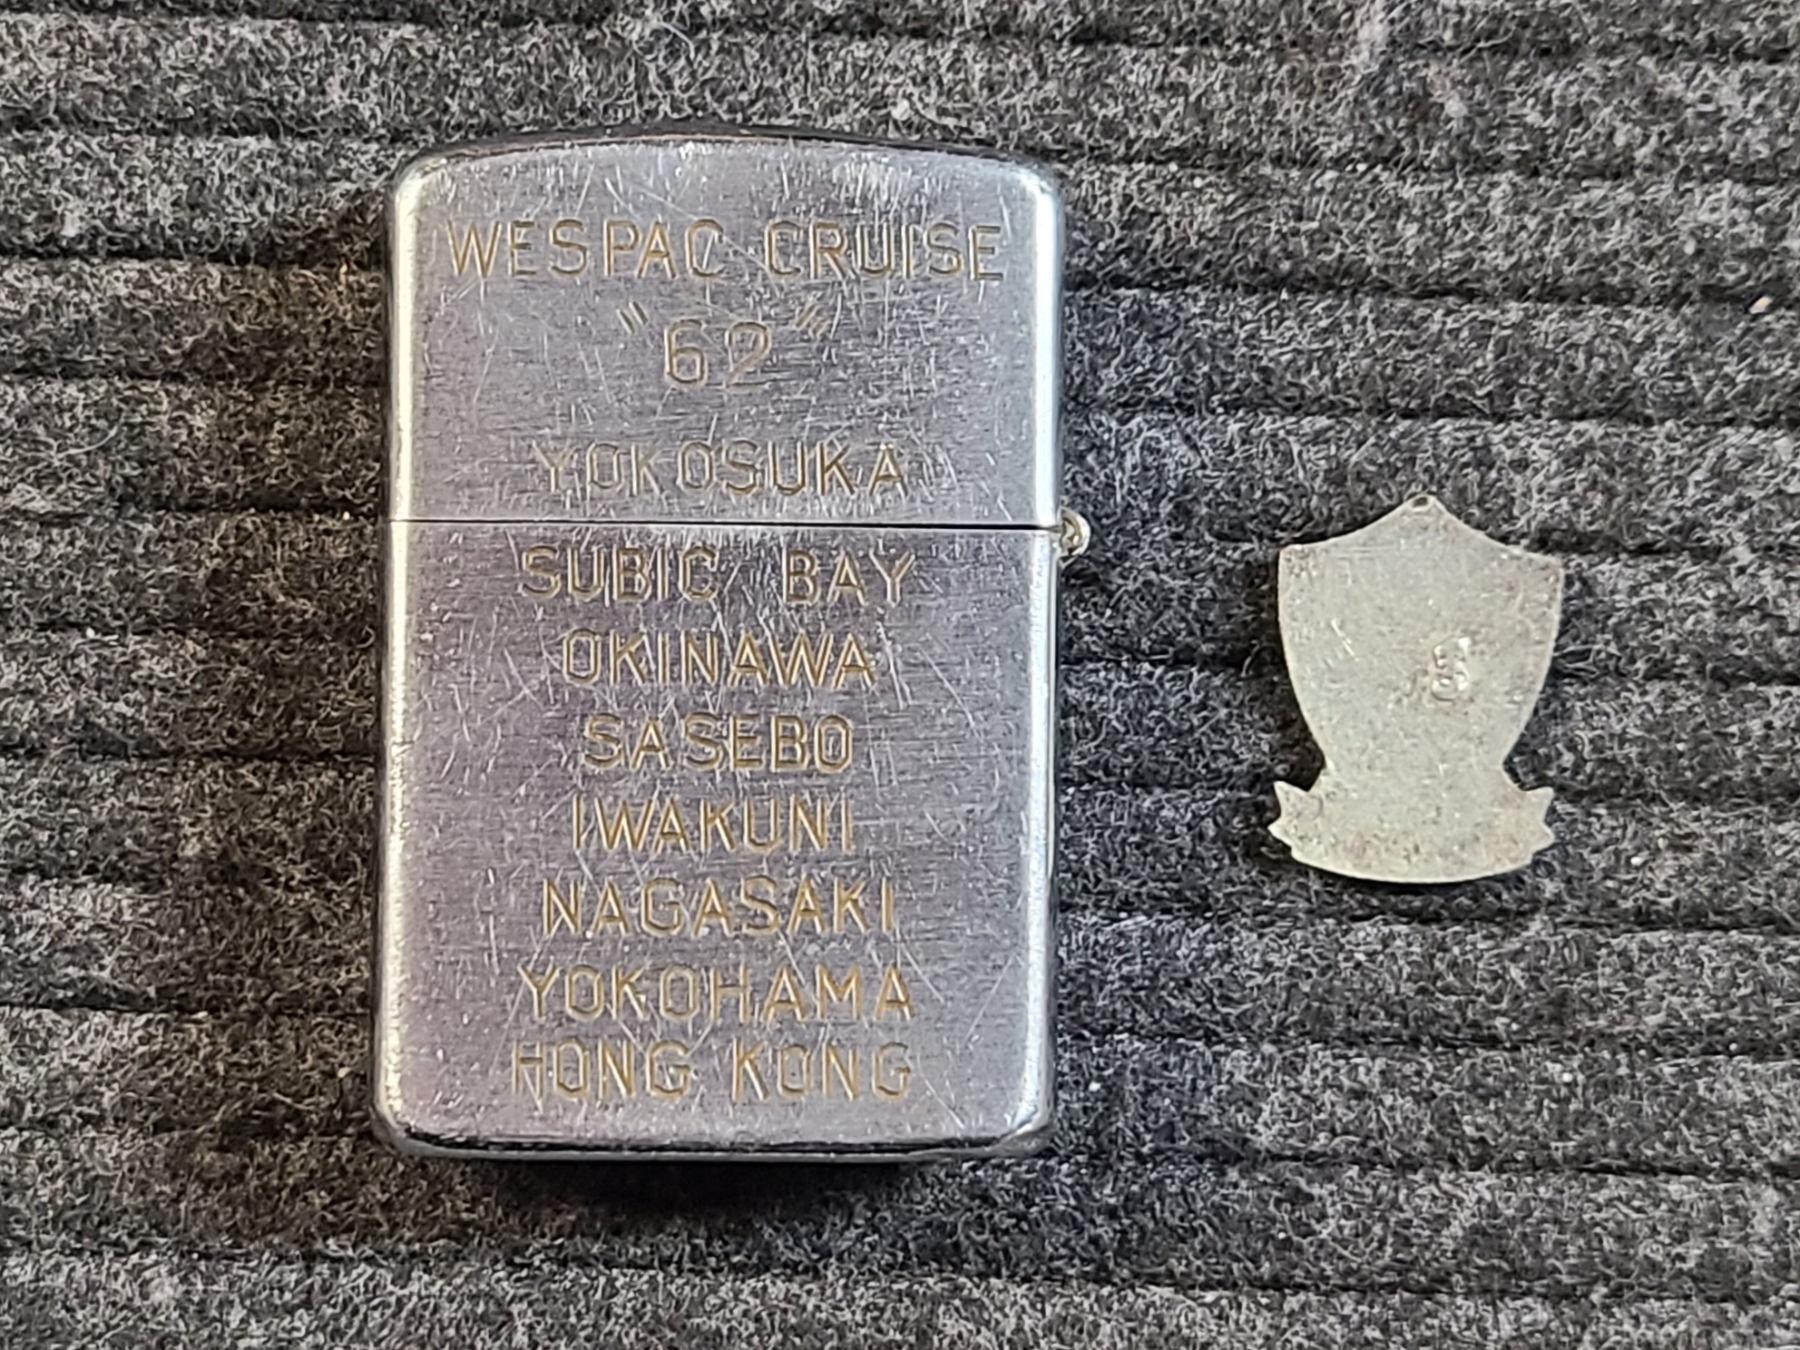 WESPAC CRUISE
"62"
YOKOSUKA
SUBIC BAY
OKINAWA
SASEBO
IWAKUNI
NAGASAKI
YOKOHAMA
HONG KONG